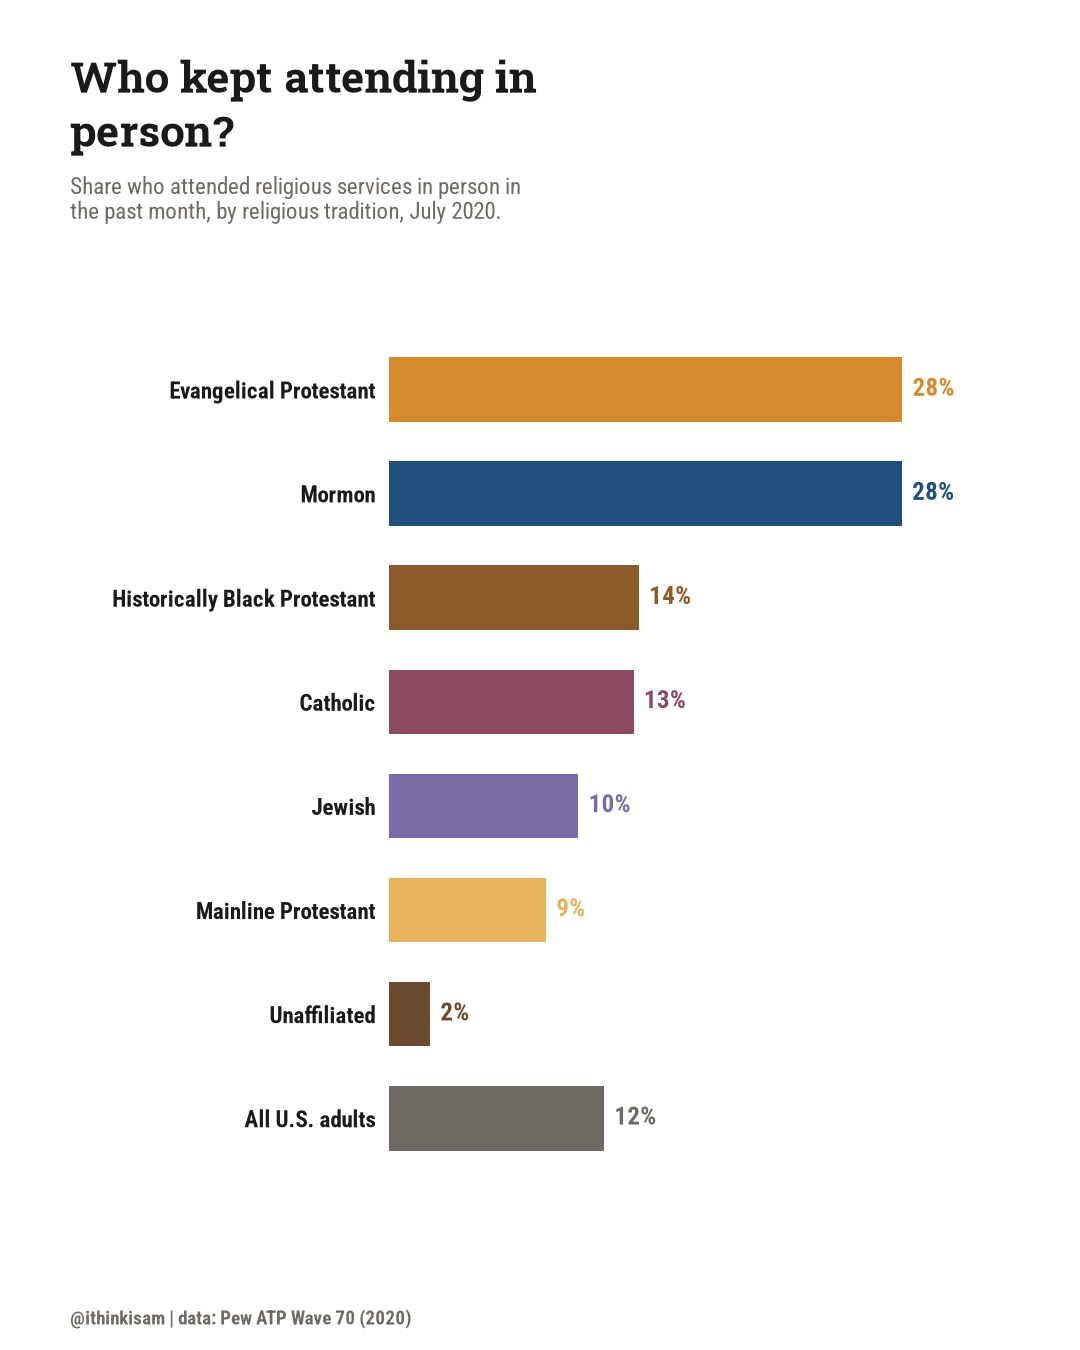 Who kept attending in
person?
Share who attended religious services in person in
the past month, by religious tradition, July 2020.
Evangelical Protestant 28%
Mormon 28%
Historically Black Protestant 14%
Catholic 13%
Jewish 10%
Mainline Protestant 9%
Unaffiliated 2%
All U.S. adults 12%
@ithinkisam | data: Pew ATP Wave 70 (2020)